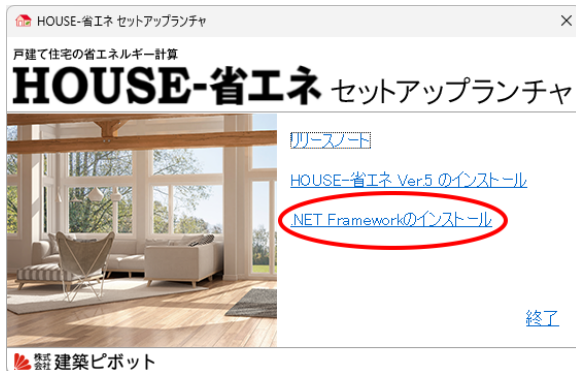 HOUSE-省エネ セットアップランチャ
戸建て住宅の省エネルギー計算
HOUSE-省エネ セットアップランチャ
リリースノート
HOUSE-省エネ Ver.5 のインストール
.NET Frameworkのインストール
終了
株式会社 建築ピボット